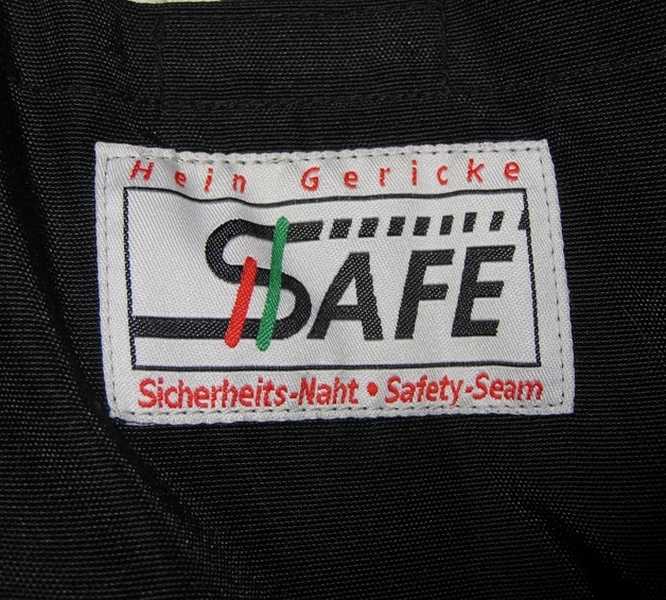 Hein Gericke
SAFE
Sicherheits-Naht • Safety-Seam